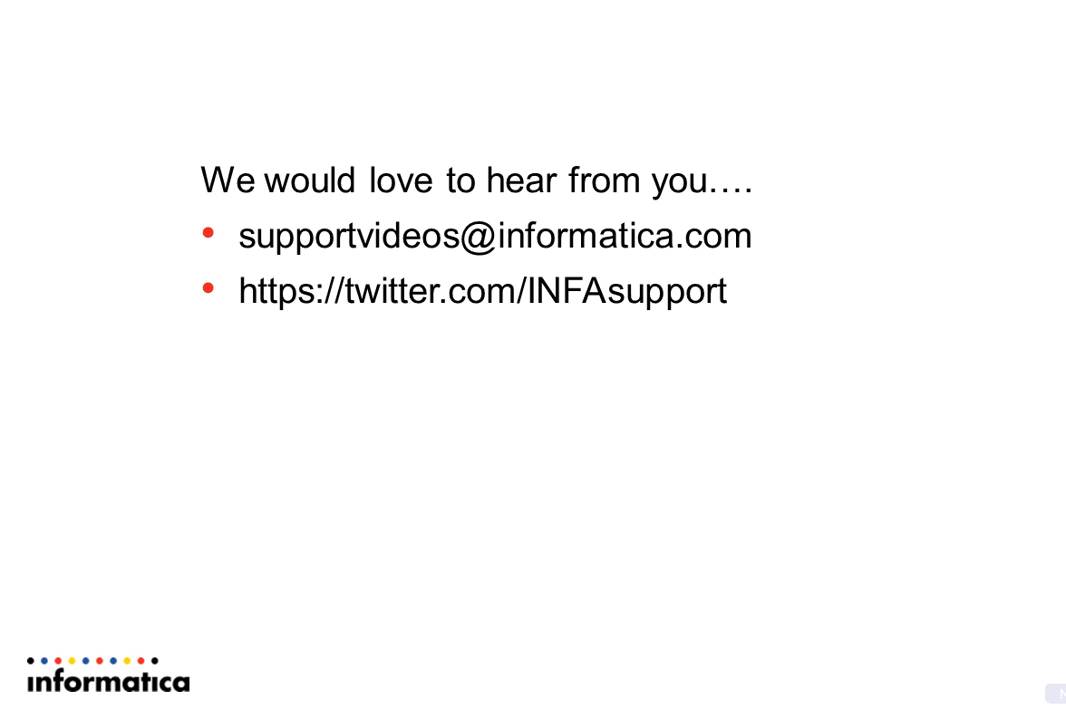 We would love to hear from you….
• supportvideos@informatica.com
• https://twitter.com/INFAsupport
informatica